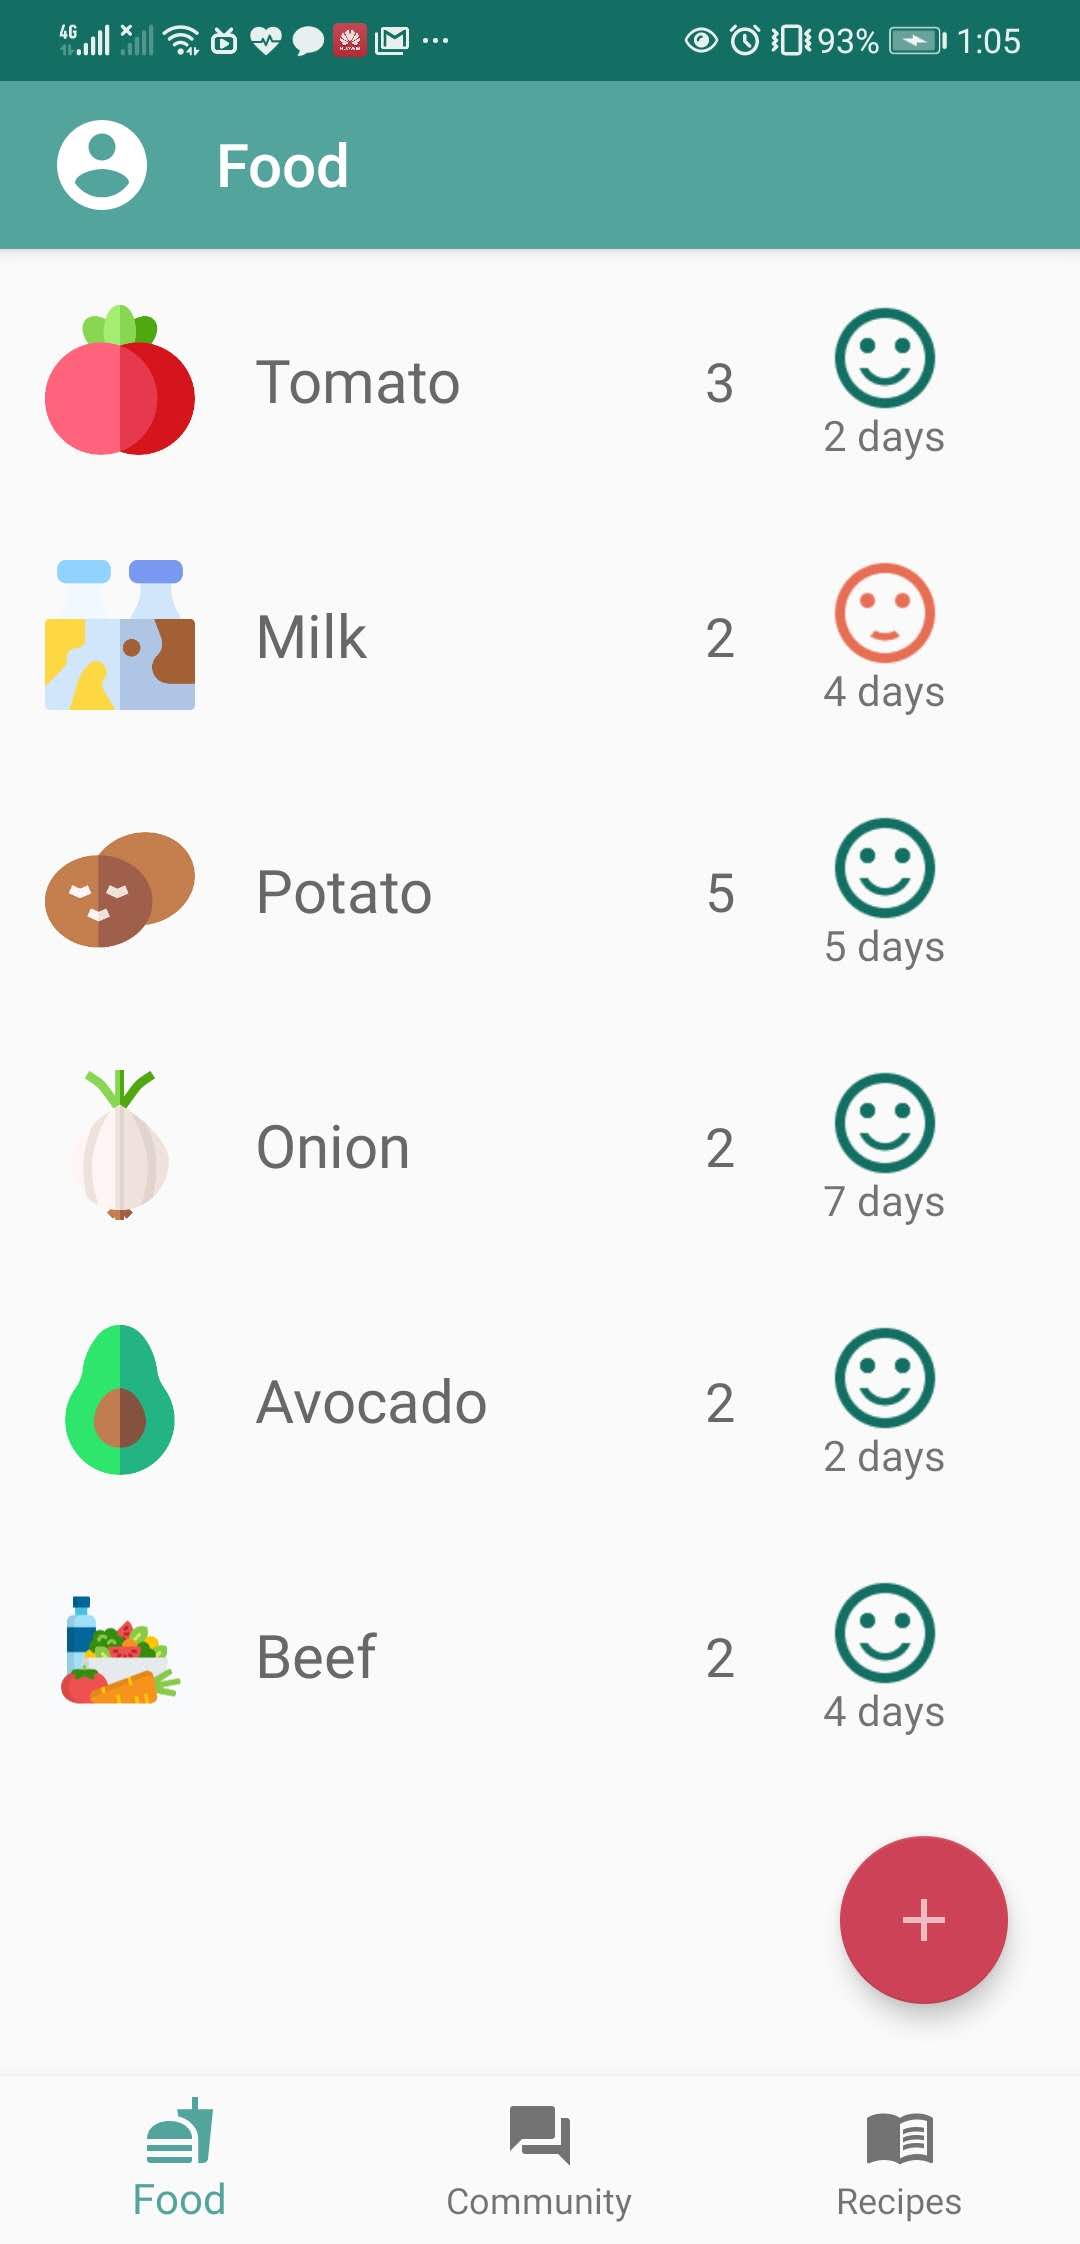 4G 93% 1:05
Food
Tomato 3 2 days
Milk 2 4 days
Potato 5 5 days
Onion 2 7 days
Avocado 2 2 days
Beef 2 4 days
Food Community Recipes